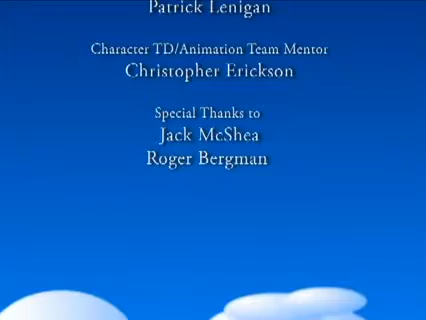 Patrick Lenigan
Character TD/Animation Team Mentor
Christopher Erickson
Special Thanks to
Jack McShea
Roger Bergman